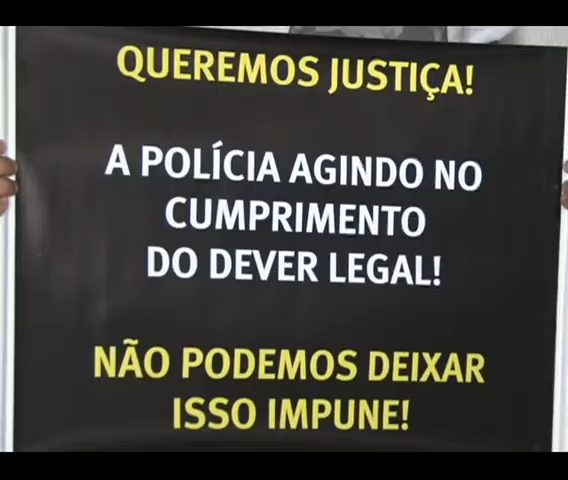 QUEREMOS JUSTIÇA!
A POLÍCIA AGINDO NO
CUMPRIMENTO
DO DEVER LEGAL!
NÃO PODEMOS DEIXAR
ISSO IMPUNE!